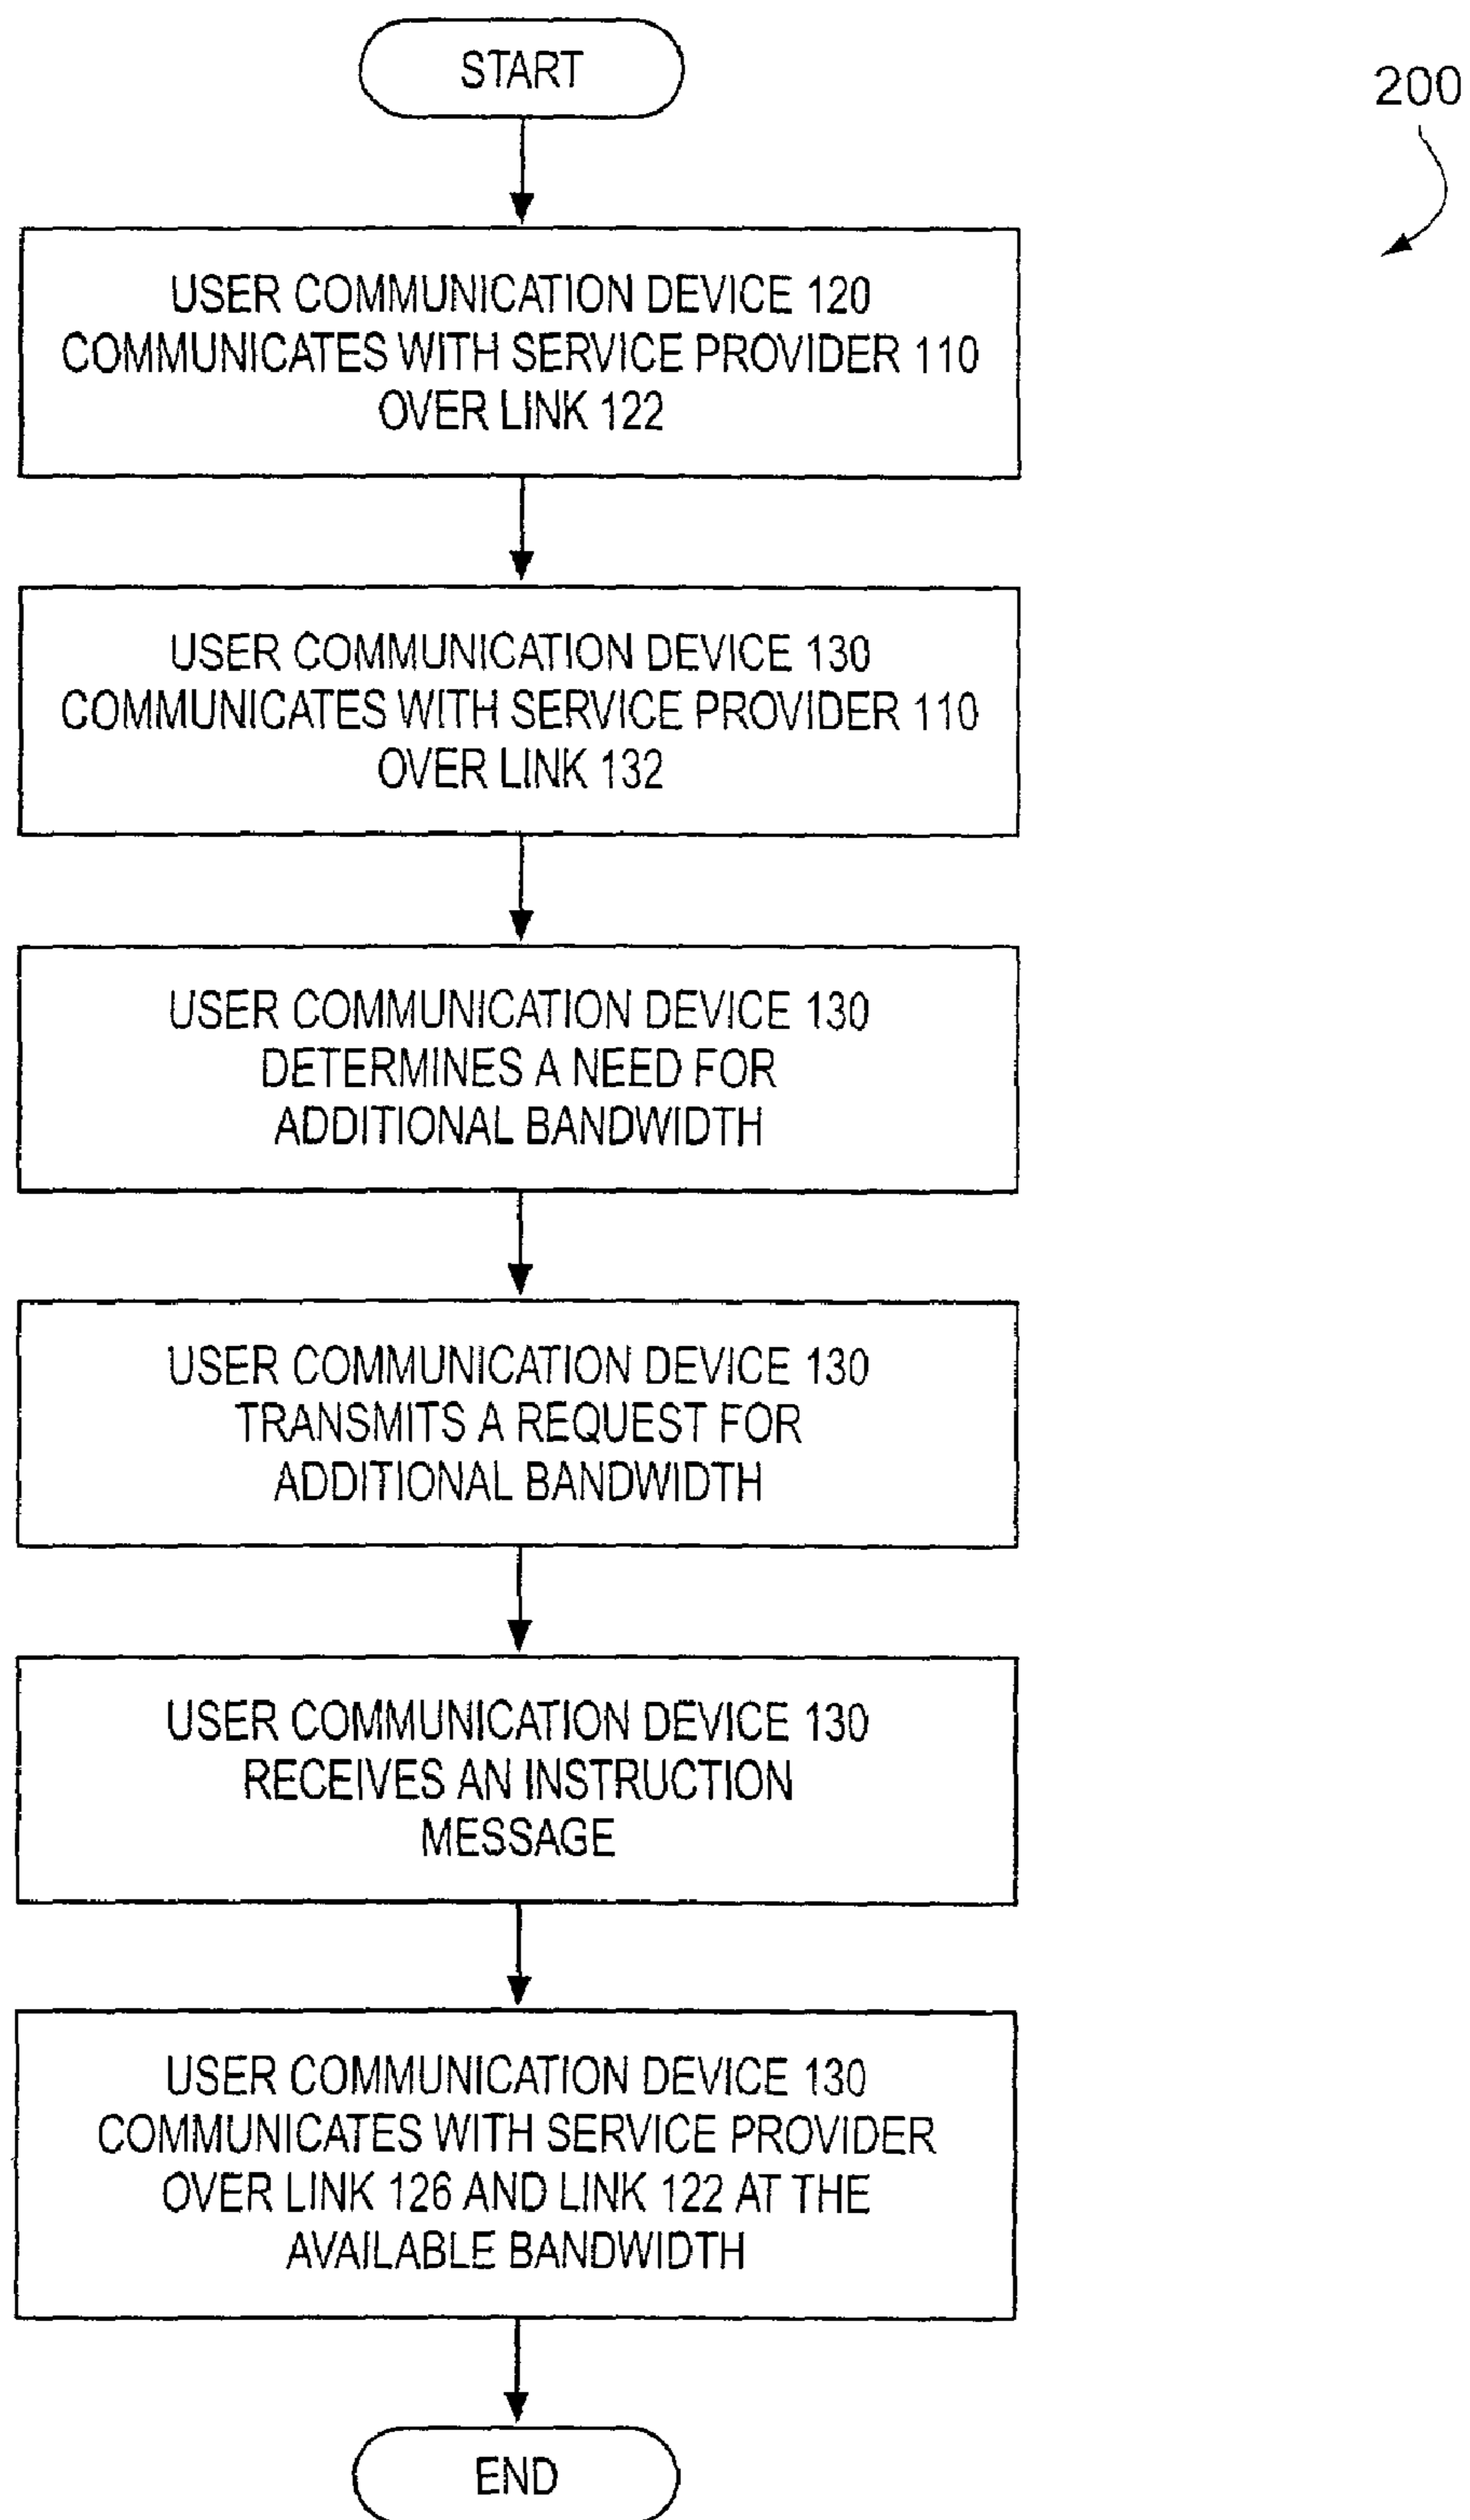 START
200
USER COMMUNICATION DEVICE 120
COMMUNICATES WITH SERVICE PROVIDER 110
OVER LINK 122
USER COMMUNICATION DEVICE 130
COMMUNICATES WITH SERVICE PROVIDER 110
OVER LINK 132
USER COMMUNICATION DEVICE 130
DETERMINES A NEED FOR
ADDITIONAL BANDWIDTH
USER COMMUNICATION DEVICE 130
TRANSMITS A REQUEST FOR
ADDITIONAL BANDWIDTH
USER COMMUNICATION DEVICE 130
RECEIVES AN INSTRUCTION
MESSAGE
USER COMMUNICATION DEVICE 130
COMMUNICATES WITH SERVICE PROVIDER
OVER LINK 126 AND LINK 122 AT THE
AVAILABLE BANDWIDTH
END